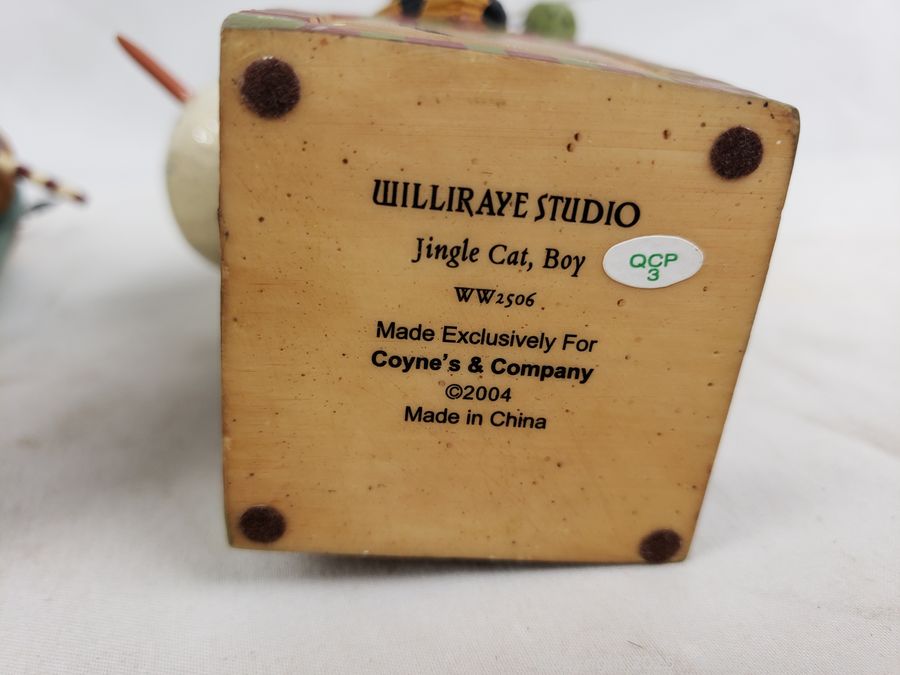 WILLIRAYE STUDIO
Jingle Cat, Boy
QCP
3
WW2506
Made Exclusively For
Coyne's & Company
©2004
Made in China